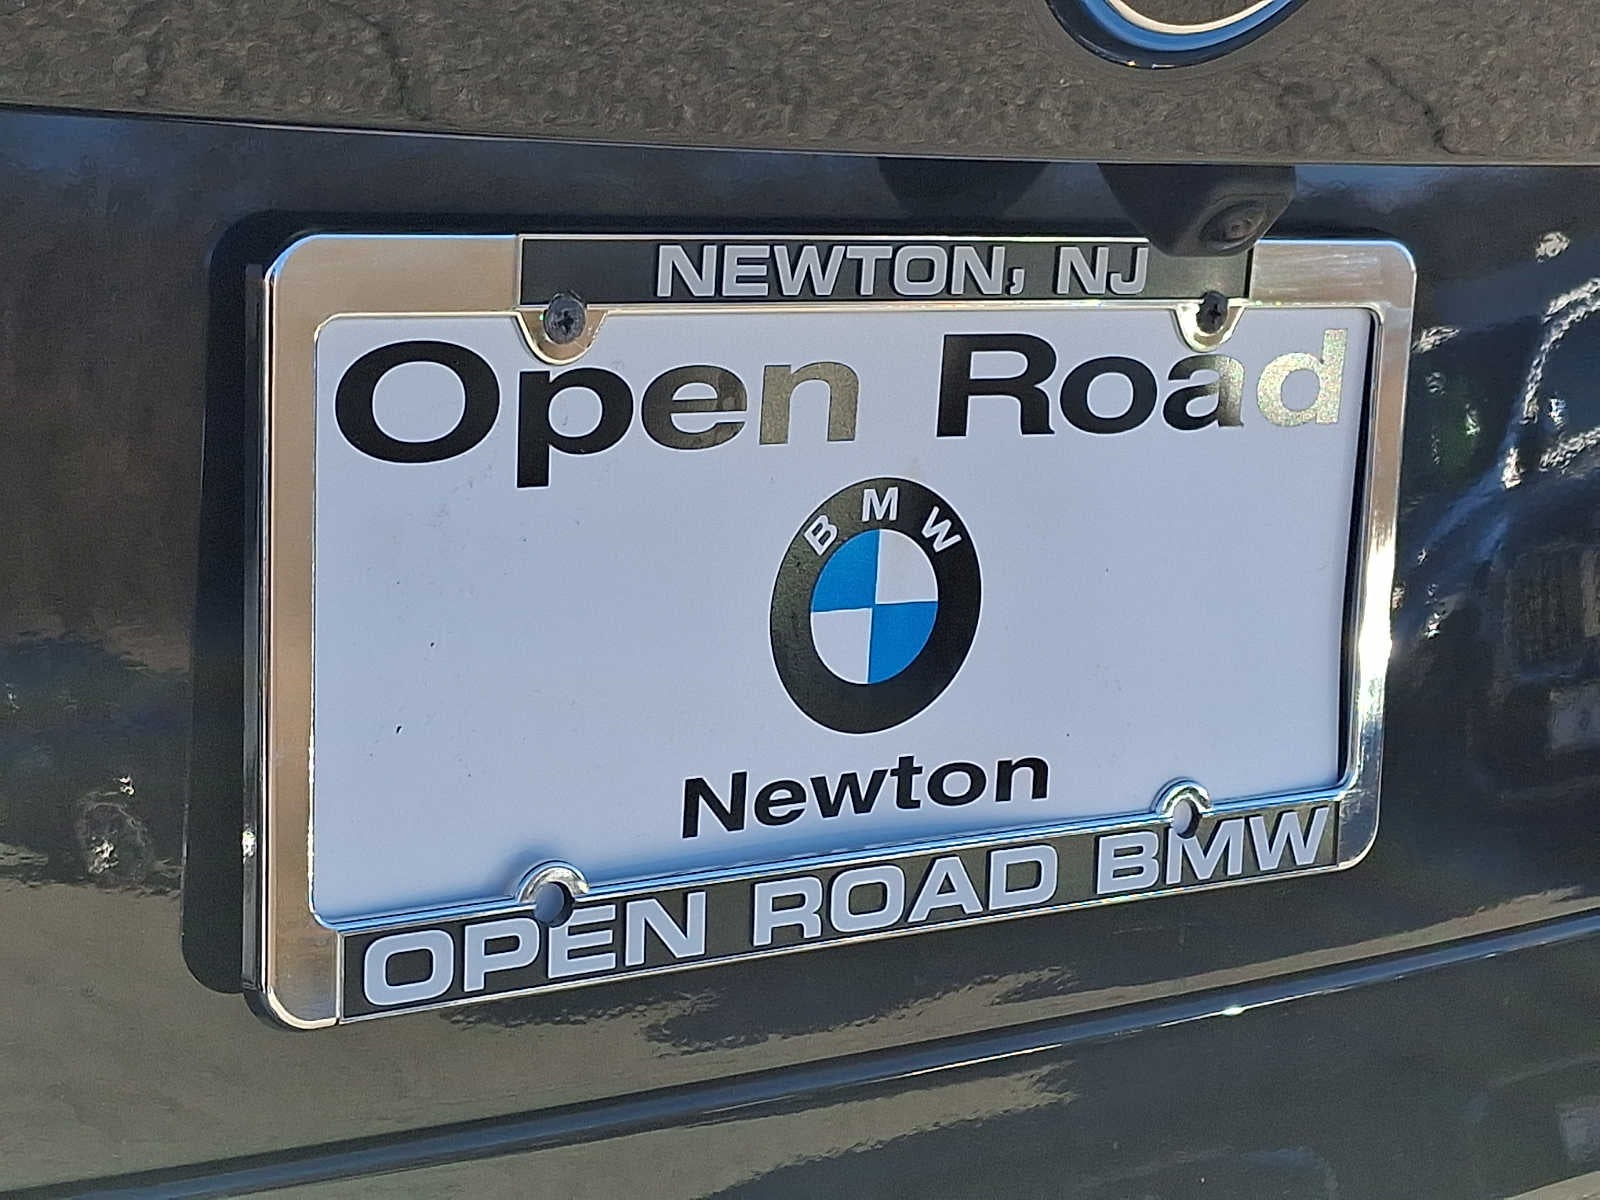 NEWTON, NJ
Open Road
BMW
Newton
OPEN ROAD BMW